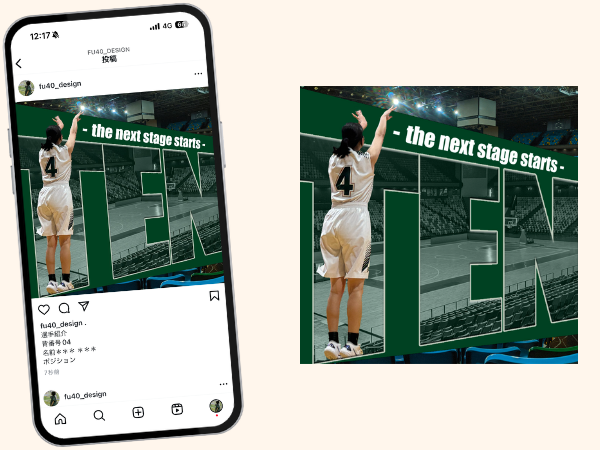 12:17
4G 65
FU40_DESIGN
投稿
fu40_design
- the next stage starts -
TEN
4
fu40_design .
選手紹介
背番号04
名前＊＊＊ ＊＊＊
ポジション
7秒前
fu40_design
- the next stage starts -
TEN
4